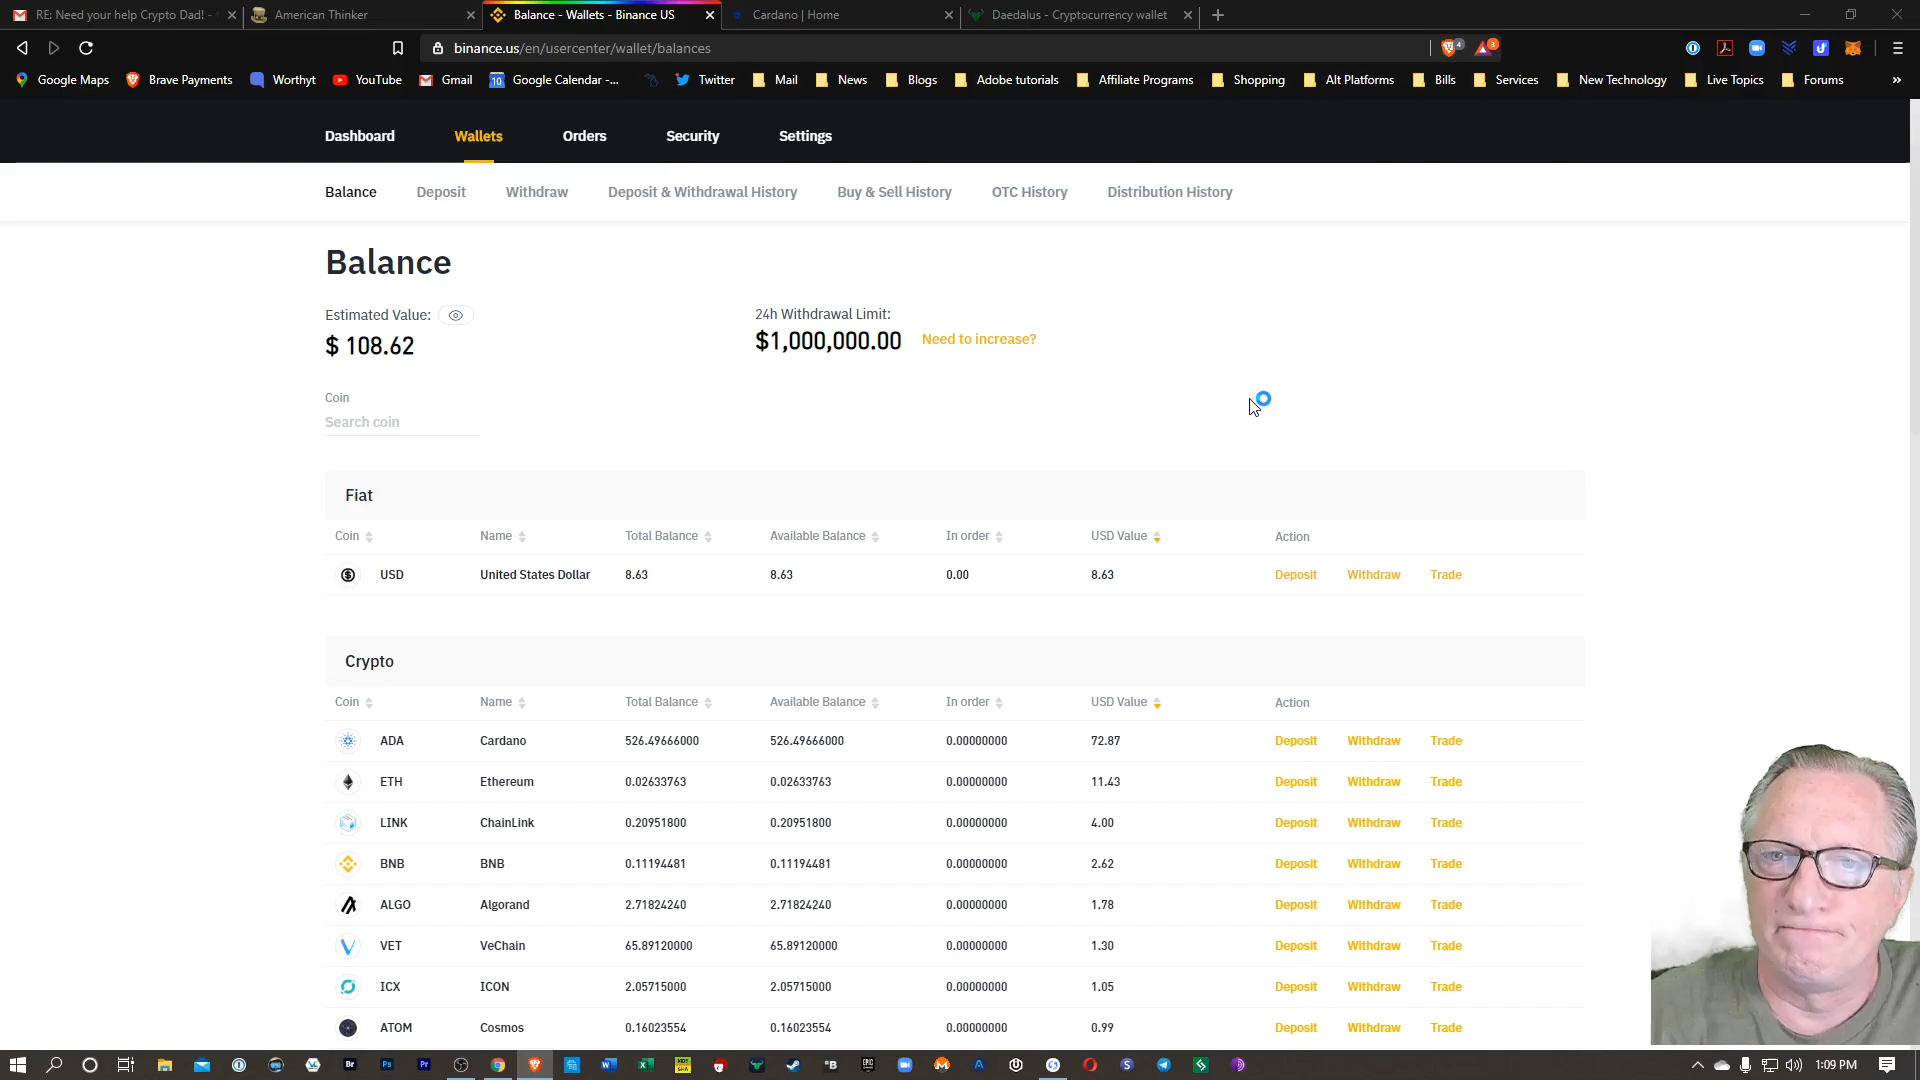 RE: Need your help Crypto Dad! -
American Thinker
Balance - Wallets - Binance US
Cardano | Home
Daedalus - Cryptocurrency wallet
binance.us/en/usercenter/wallet/balances
4
3
Google Maps
Brave Payments
Worthy
YouTube
Gmail
10
Google Calendar -...
Twitter
Mail
News
Blogs
Adobe tutorials
Affiliate Programs
Shopping
Alt Platforms
Bills
Services
New Technology
Live Topics
Forums
Dashboard Wallets Orders Security Settings
Balance Deposit Withdraw Deposit & Withdrawal History Buy & Sell History OTC History Distribution History
Balance
Estimated Value:
$ 108.62
24h Withdrawal Limit:
$1,000,000.00 Need to increase?
Coin
Search coin
Fiat
Coin Name Total Balance Available Balance In order USD Value Action
USD United States Dollar 8.63 8.63 0.00 8.63 Deposit Withdraw Trade
Crypto
Coin Name Total Balance Available Balance In order USD Value Action
ADA Cardano 526.49666000 526.49666000 0.00000000 72.87 Deposit Withdraw Trade
ETH Ethereum 0.02633763 0.02633763 0.00000000 11.43 Deposit Withdraw Trade
LINK ChainLink 0.20951800 0.20951800 0.00000000 4.00 Deposit Withdraw Trade
BNB BNB 0.11194481 0.11194481 0.00000000 2.62 Deposit Withdraw Trade
ALGO Algorand 2.71824240 2.71824240 0.00000000 1.78 Deposit Withdraw Trade
VET VeChain 65.89120000 65.89120000 0.00000000 1.30 Deposit Withdraw Trade
ICX ICON 2.05715000 2.05715000 0.00000000 1.05 Deposit Withdraw Trade
ATOM Cosmos 0.16023554 0.16023554 0.00000000 0.99 Deposit Withdraw Trade
Br
Ps
Pr
1:09 PM